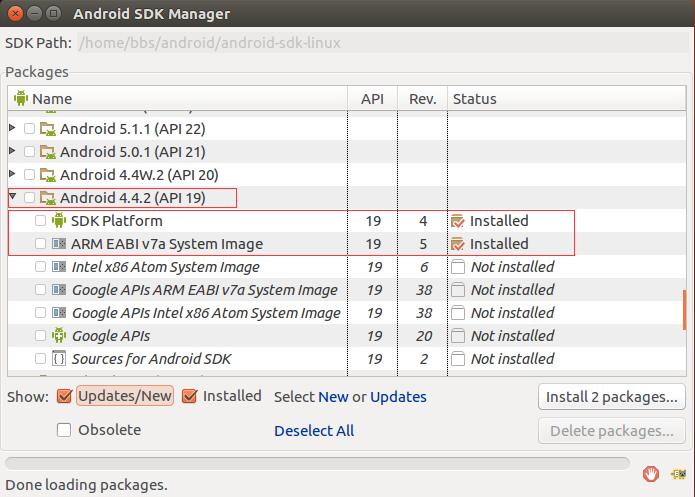 Android SDK Manager
SDK Path: /home/bbs/android/android-sdk-linux
Packages
Name API Rev. Status
Android 5.1.1 (API 22)
Android 5.0.1 (API 21)
Android 4.4W.2 (API 20)
Android 4.4.2 (API 19)
SDK Platform 19 4 Installed
ARM EABI v7a System Image 19 5 Installed
Intel x86 Atom System Image 19 6 Not installed
Google APIs ARM EABI v7a System Image 19 38 Not installed
Google APIs Intel x86 Atom System Image 19 38 Not installed
Google APIs 19 20 Not installed
Sources for Android SDK 19 2 Not installed
Show: Updates/New Installed Select New or Updates Install 2 packages...
Obsolete Deselect All Delete packages...
Done loading packages.